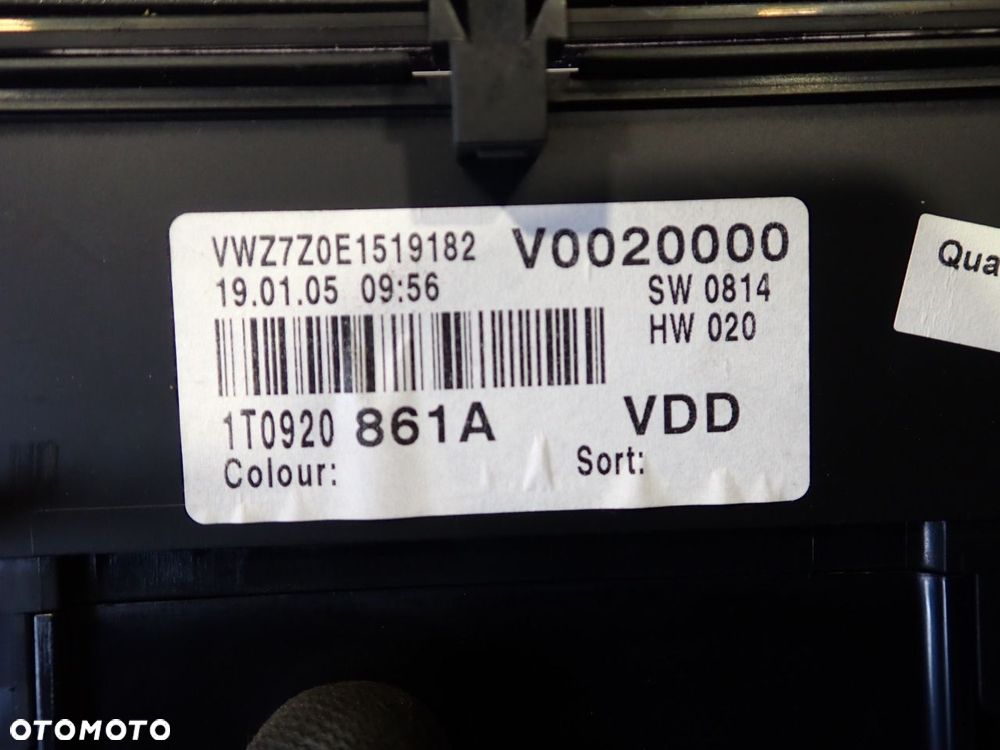 VWZ7Z0E1519182 V0020000
19.01.05 09:56 SW 0814
HW 020
1T0920 861A VDD
Colour: Sort:
Qua
OTOMOTO